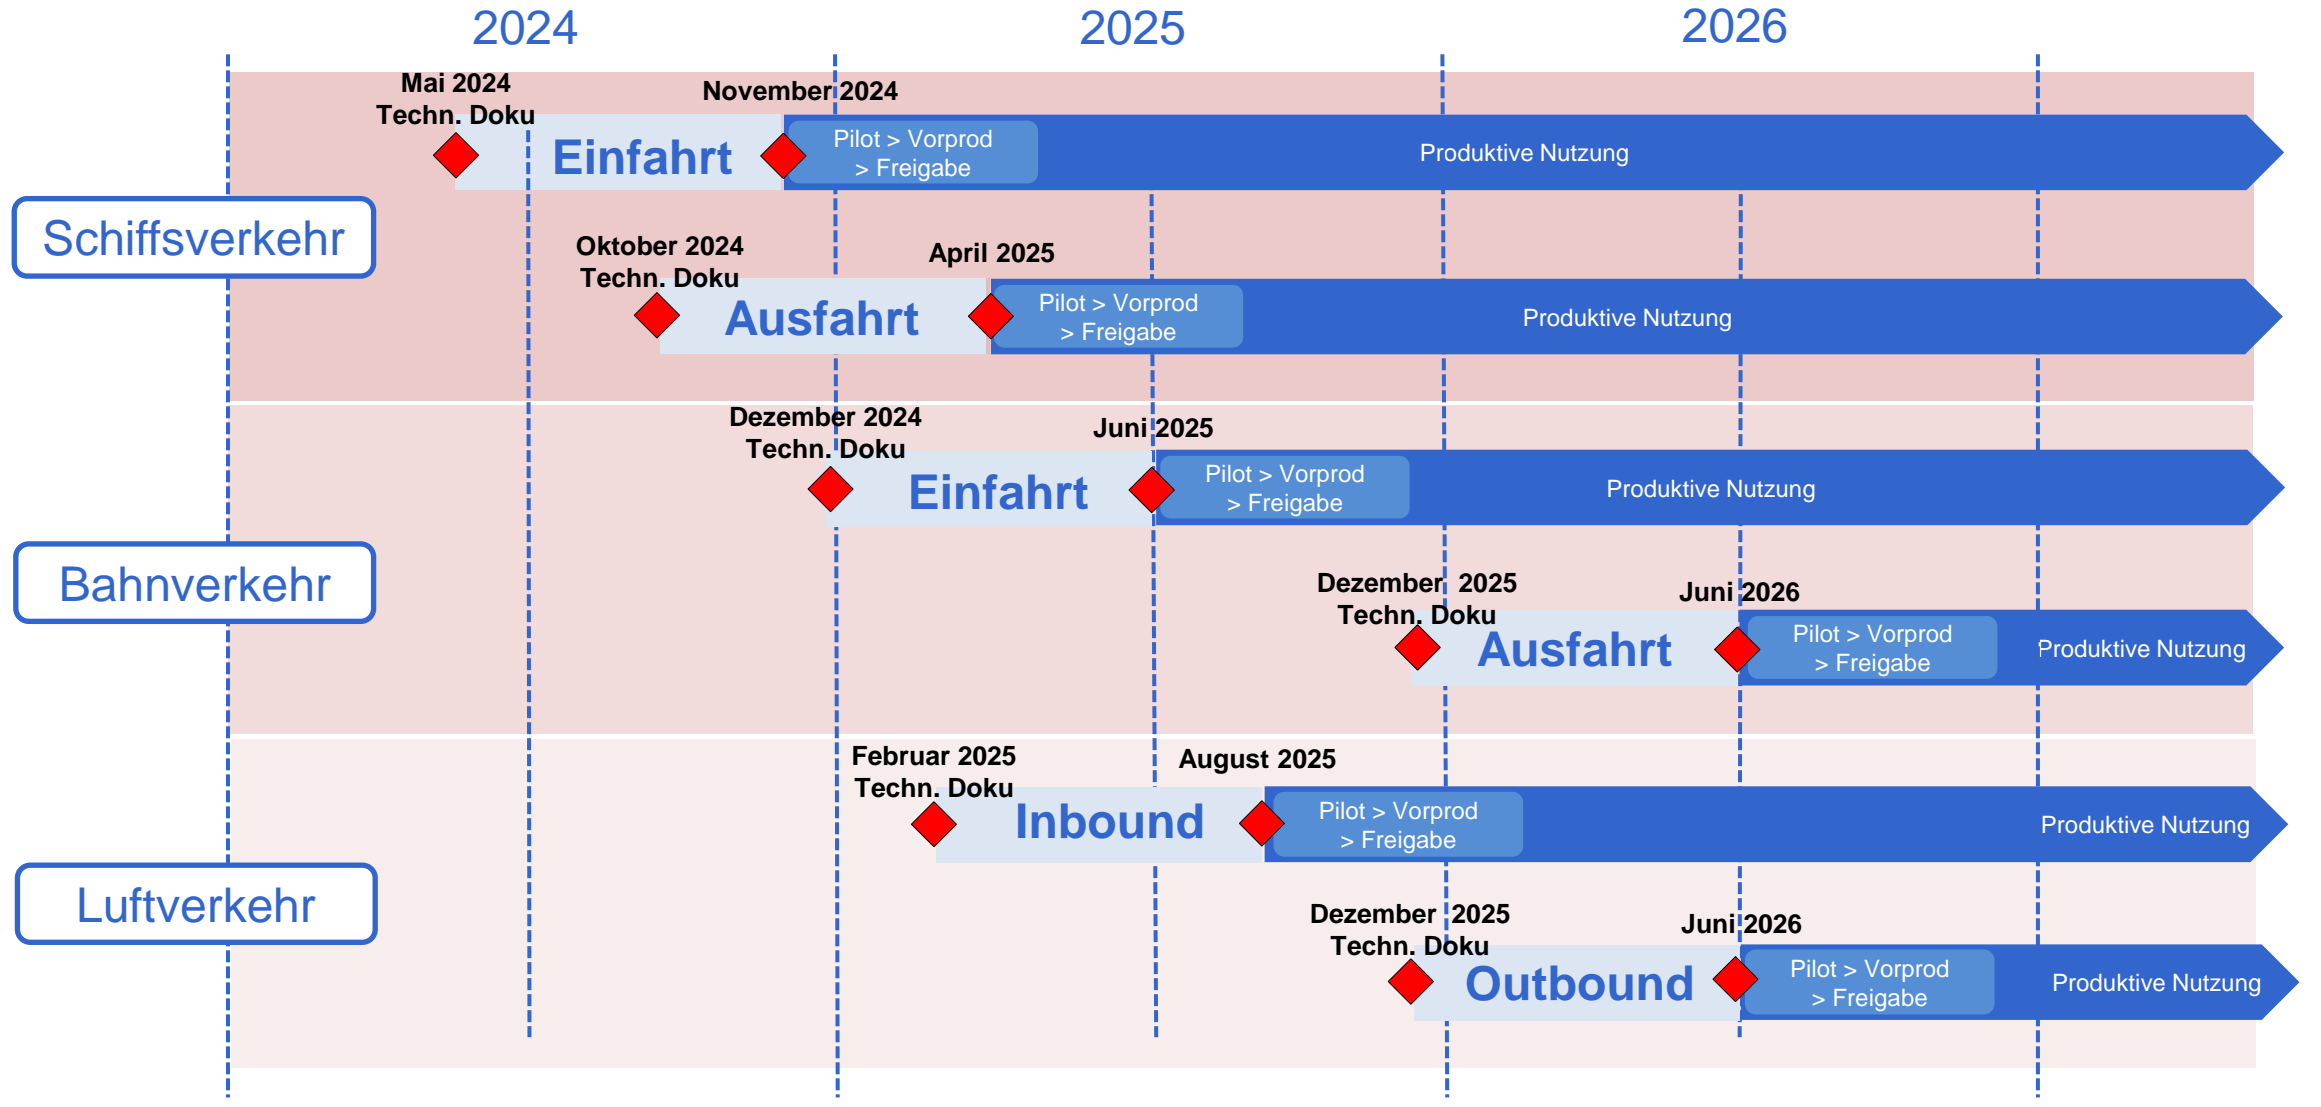 2024
2025
2026
Mai 2024
Techn. Doku
November 2024
Einfahrt
Pilot > Vorprod
> Freigabe
Produktive Nutzung
Schiffsverkehr
Oktober 2024
Techn. Doku
April 2025
Ausfahrt
Pilot > Vorprod
> Freigabe
Produktive Nutzung
Dezember 2024
Techn. Doku
Juni 2025
Einfahrt
Pilot > Vorprod
> Freigabe
Produktive Nutzung
Bahnverkehr
Dezember 2025
Techn. Doku
Juni 2026
Ausfahrt
Pilot > Vorprod
> Freigabe
Produktive Nutzung
Februar 2025
Techn. Doku
August 2025
Inbound
Pilot > Vorprod
> Freigabe
Produktive Nutzung
Luftverkehr
Dezember 2025
Techn. Doku
Juni 2026
Outbound
Pilot > Vorprod
> Freigabe
Produktive Nutzung